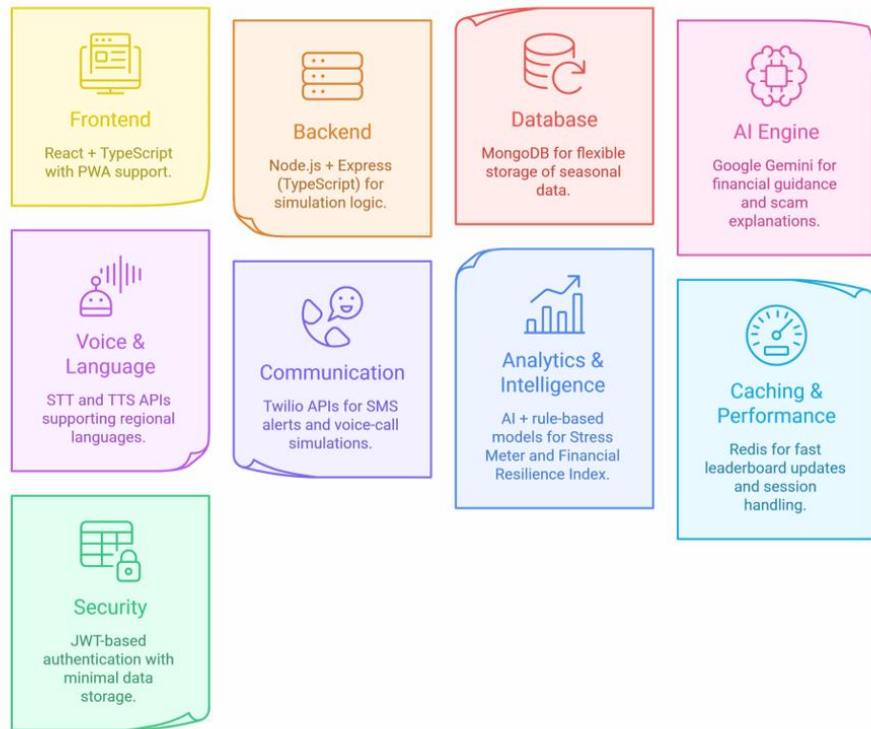 Frontend
React + TypeScript
with PWA support.
Backend
Node.js + Express
(TypeScript) for
simulation logic.
Database
MongoDB for flexible
storage of seasonal
data.
AI Engine
Google Gemini for
financial guidance
and scam
explanations.
Voice &
Language
STT and TTS APIs
supporting regional
languages.
Communication
Twilio APIs for SMS
alerts and voice-call
simulations.
Analytics &
Intelligence
AI + rule-based
models for Stress
Meter and Financial
Resilience Index.
Caching &
Performance
Redis for fast
leaderboard updates
and session
handling.
Security
JWT-based
authentication with
minimal data
storage.